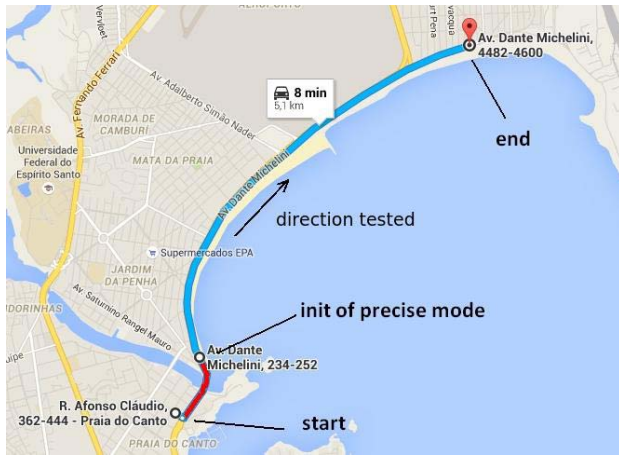 AEROPORTO
Av. Dante Michelini,
4482-4600
Av. Fernando Ferrari
Av. Adalberto Simão Nader
8 min
5,1 km
MORADA DE
CAMBURI
ABEIRAS
end
Universidade
Federal do
Espírito Santo
MATA DA PRAIA
Av. Dante Michelini
direction tested
Supermercados EPA
JARDIM
DA PENHA
init of precise mode
Av. Saturnino Rangel Mauro
Av. Dante
Michelini, 234-252
R. Afonso Cláudio,
362-444 - Praia do Canto
start
PRAIA DO CANTO